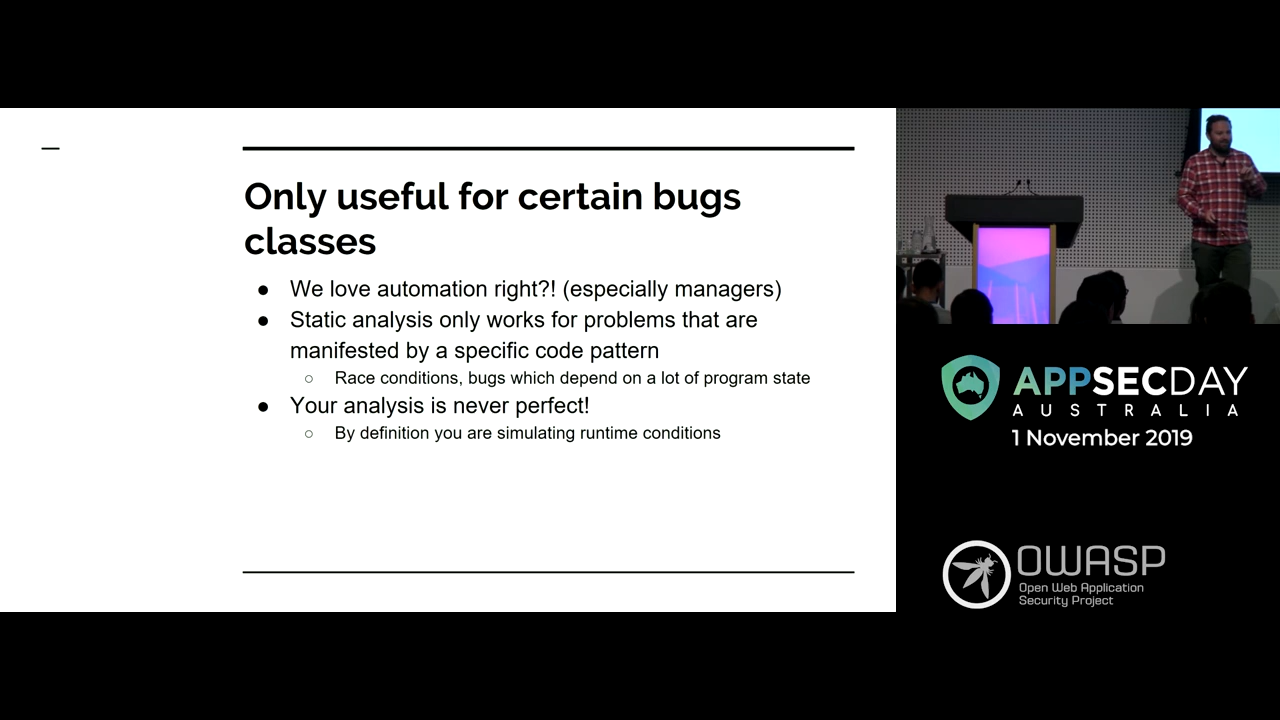 Only useful for certain bugs
classes
● We love automation right?! (especially managers)
● Static analysis only works for problems that are
manifested by a specific code pattern
○ Race conditions, bugs which depend on a lot of program state
● Your analysis is never perfect!
○ By definition you are simulating runtime conditions
APPSECDAY
AUSTRALIA
1 November 2019
OWASP
Open Web Application
Security Project